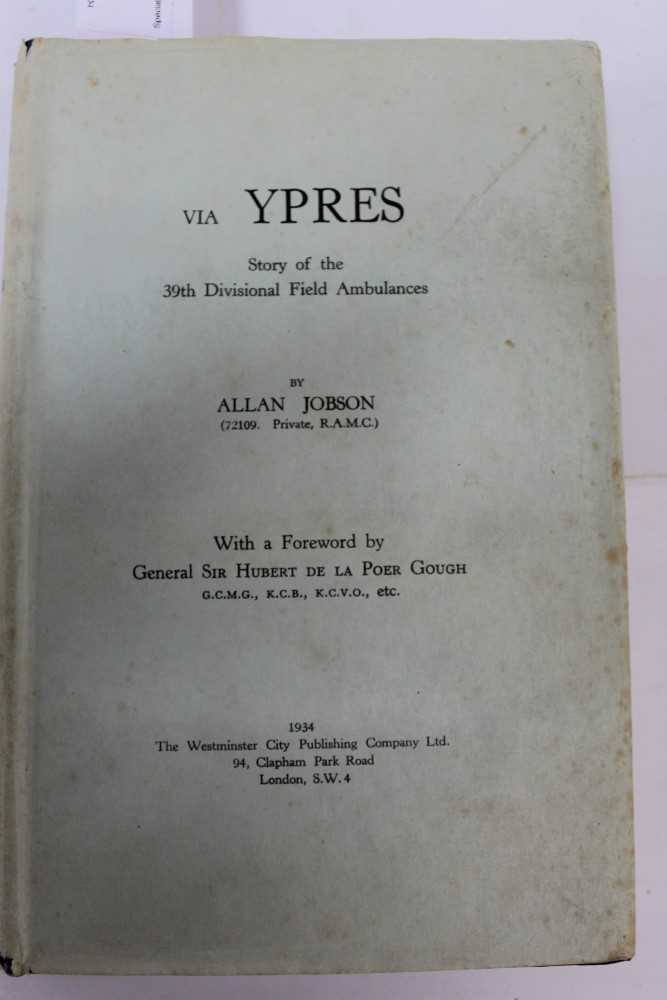 VIA YPRES
Story of the
39th Divisional Field Ambulances
BY
ALLAN JOBSON
(72109. Private, R.A.M.C.)
With a Foreword by
General SIR HUBERT DE LA POER GOUGH
G.C.M.G., K.C.B., K.C.V.O., etc.
1934
The Westminster City Publishing Company Ltd.
94, Clapham Park Road
London, S.W.4